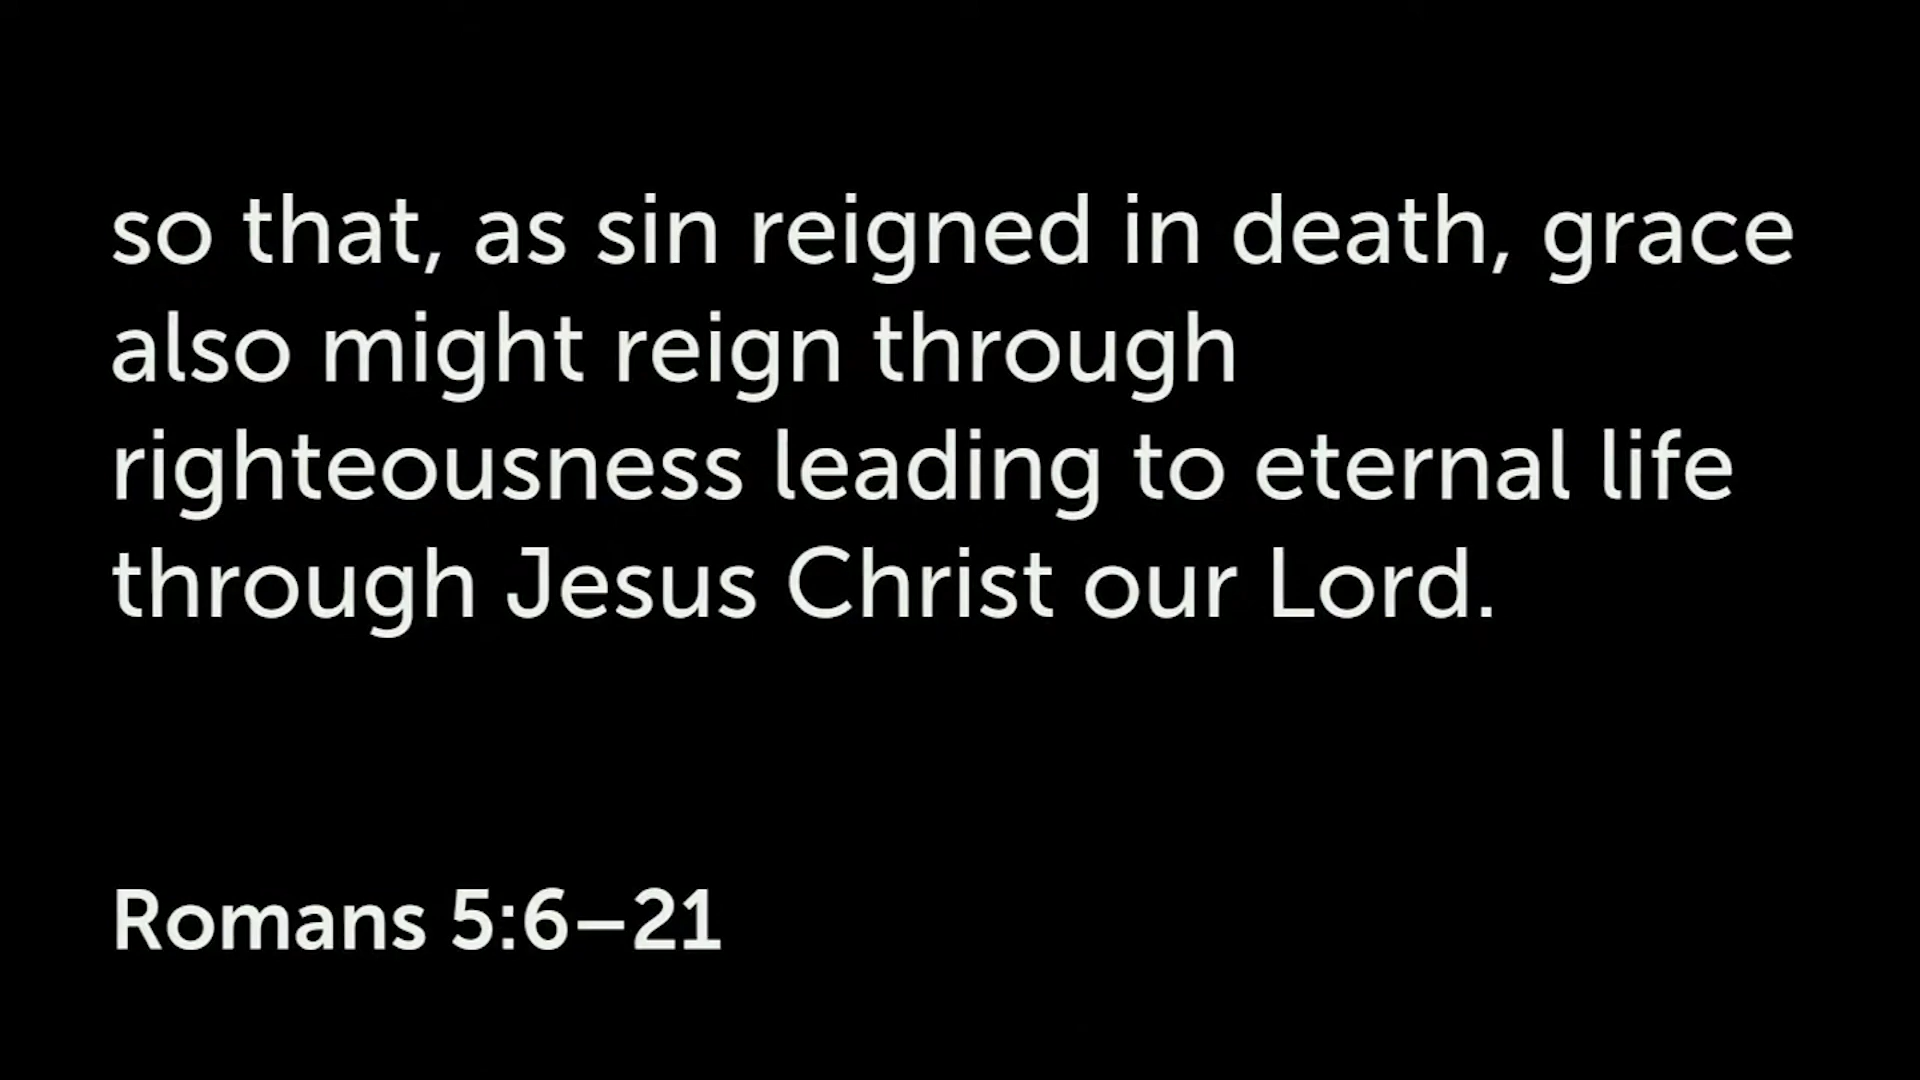 so that, as sin reigned in death, grace
also might reign through
righteousness leading to eternal life
through Jesus Christ our Lord.
Romans 5:6–21